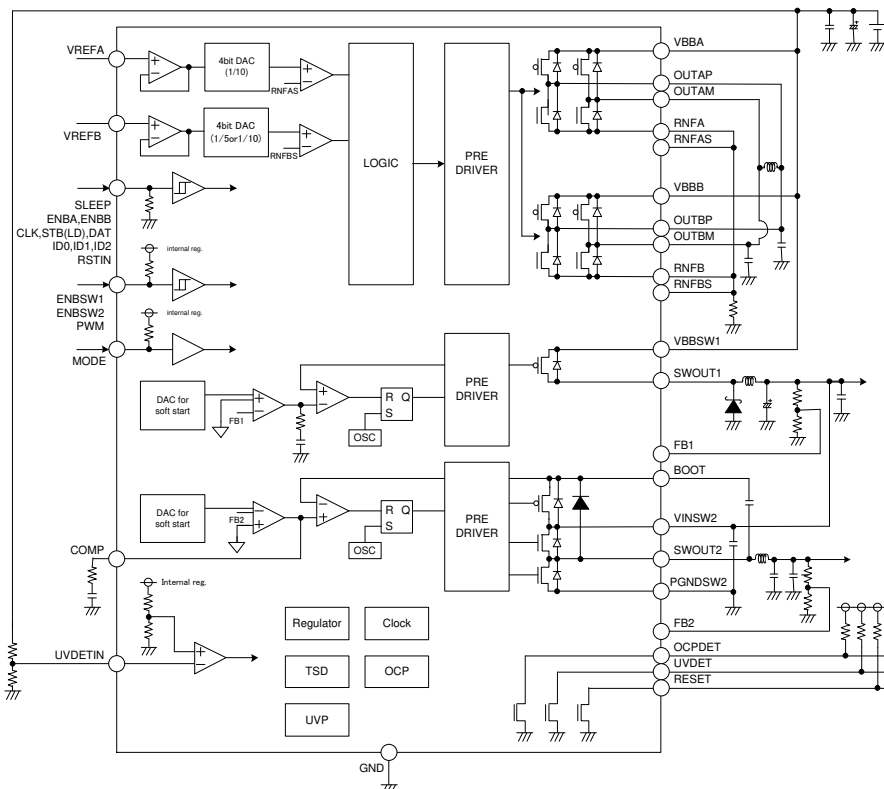 VREFA
4bit DAC
(1/10)
RNFAS
VREFB
4bit DAC
(1/5or1/10)
RNFBS
LOGIC
PRE
DRIVER
SLEEP
ENBA,ENBB
CLK,STB(LD),DAT
ID0,ID1,ID2
RSTIN
internal reg.
ENBSW1
ENBSW2
PWM
internal reg.
MODE
DAC for
soft start
FB1
R Q
S
OSC
PRE
DRIVER
DAC for
soft start
FB2
R Q
S
OSC
PRE
DRIVER
COMP
Internal reg.
UVDETIN
Regulator
Clock
TSD
OCP
UVP
GND
VBBA
OUTAP
OUTAM
RNFA
RNFAS
VBBB
OUTBP
OUTBM
RNFB
RNFBS
VBBSW1
SWOUT1
FB1
BOOT
VINSW2
SWOUT2
PGNDSW2
FB2
OCPDET
UVDET
RESET